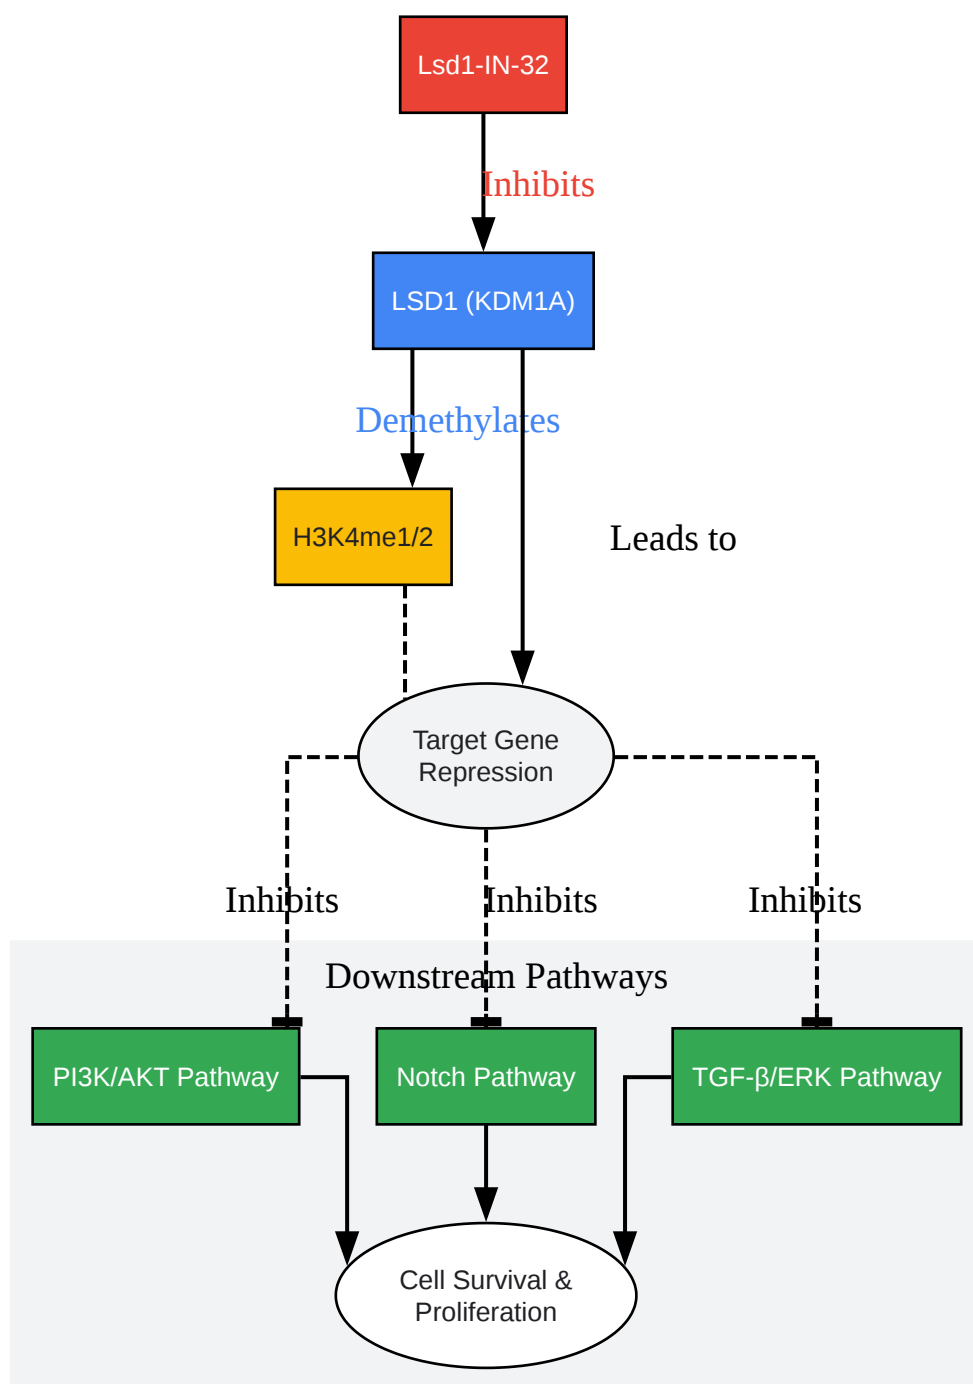 Lsd1-IN-32
Inhibits
LSD1 (KDM1A)
Demethylates
H3K4me1/2
Leads to
Target Gene
Repression
Inhibits
Inhibits
Inhibits
Downstream Pathways
PI3K/AKT Pathway
Notch Pathway
TGF-β/ERK Pathway
Cell Survival &
Proliferation